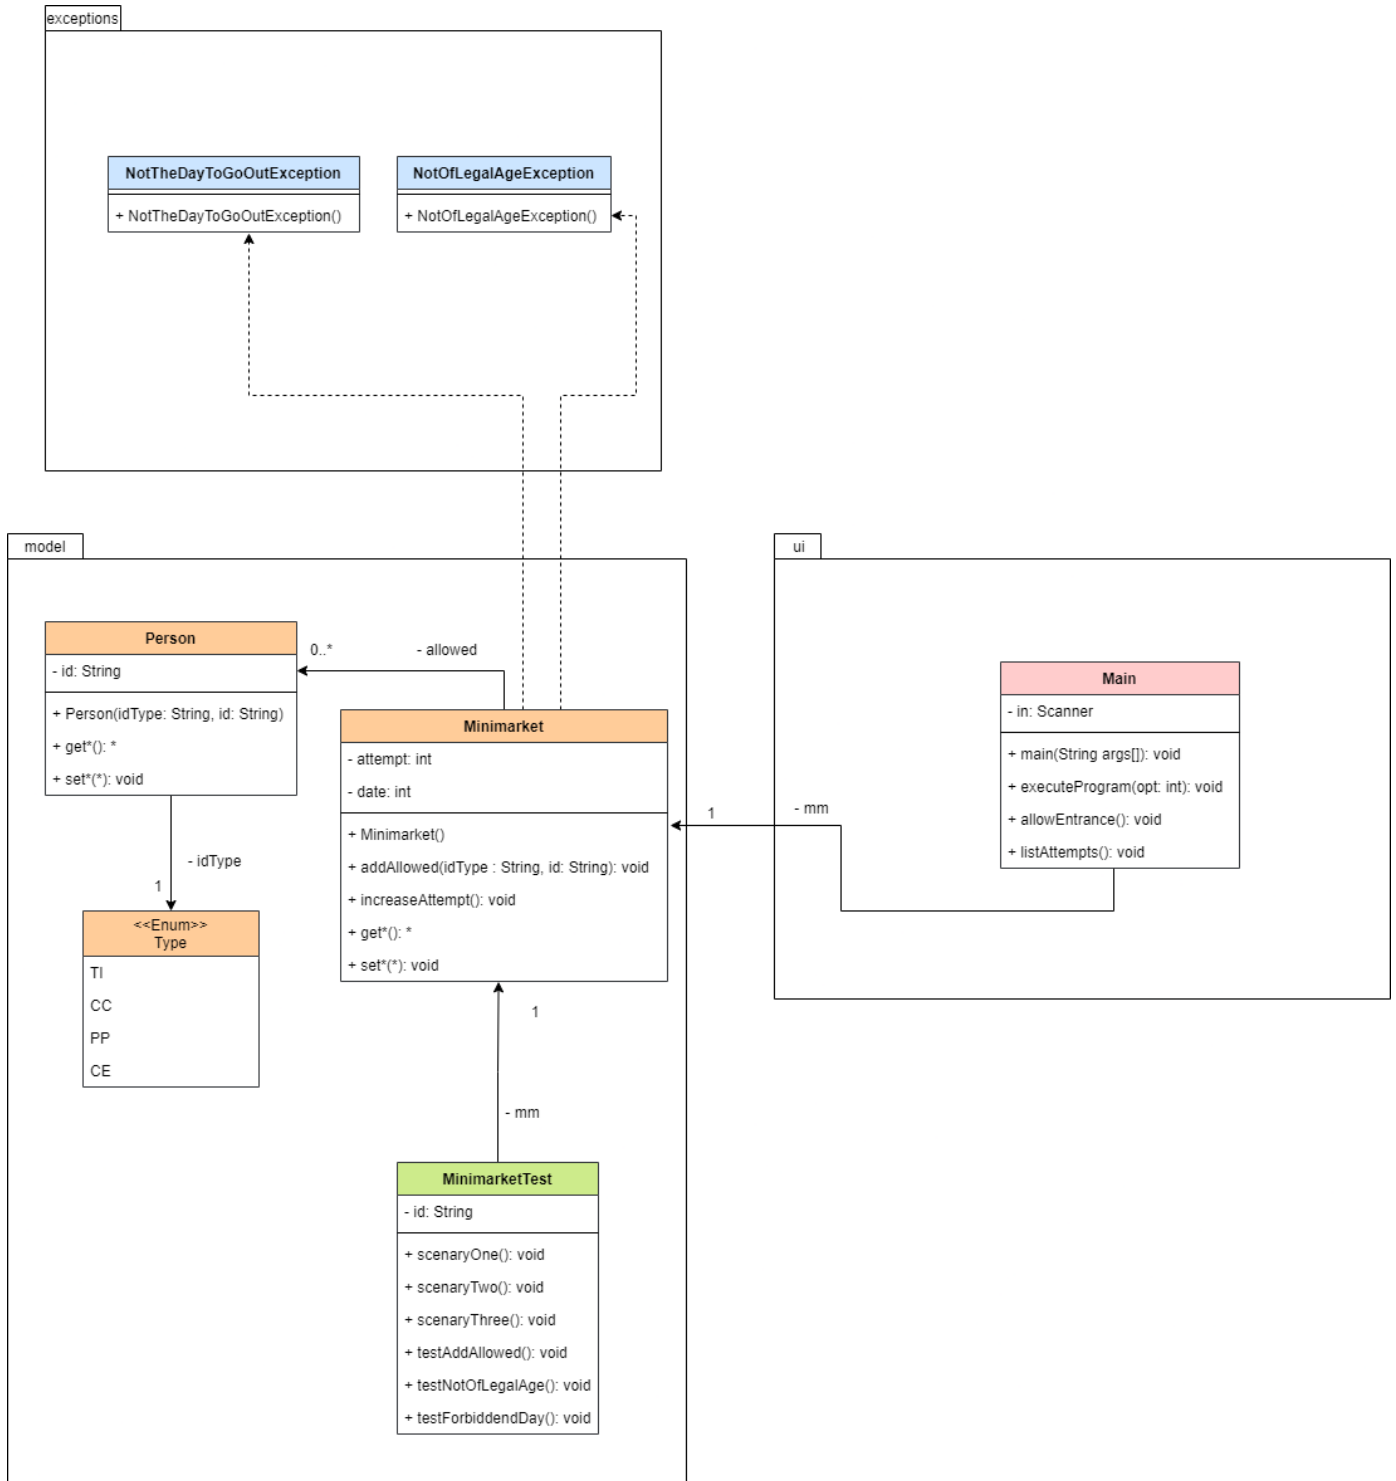 exceptions
NotTheDayToGoOutException
+ NotTheDayToGoOutException()
NotOfLegalAgeException
+ NotOfLegalAgeException()
model
Person
- id: String
+ Person(idType: String, id: String)
+ get*(): *
+ set*(*): void
0..*
- allowed
- idType
1
<<Enum>>
Type
TI
CC
PP
CE
Minimarket
- attempt: int
- date: int
+ Minimarket()
+ addAllowed(idType : String, id: String): void
+ increaseAttempt(): void
+ get*(): *
+ set*(*): void
1
- mm
MinimarketTest
- id: String
+ scenaryOne(): void
+ scenaryTwo(): void
+ scenaryThree(): void
+ testAddAllowed(): void
+ testNotOfLegalAge(): void
+ testForbiddendDay(): void
ui
1
- mm
Main
- in: Scanner
+ main(String args[]): void
+ executeProgram(opt: int): void
+ allowEntrance(): void
+ listAttempts(): void